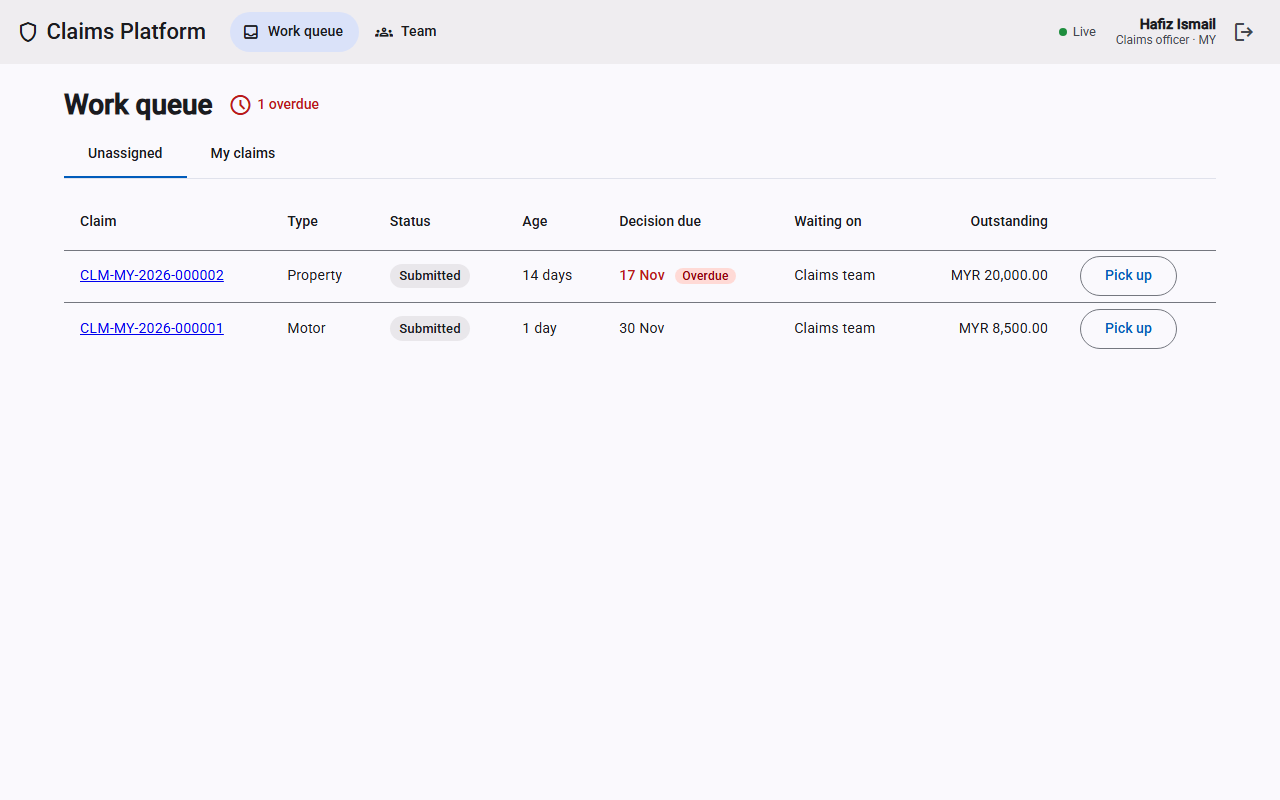 Claims Platform
Work queue
Team
Live
Hafiz Ismail
Claims officer · MY
Work queue
1 overdue
Unassigned
My claims
Claim Type Status Age Decision due Waiting on Outstanding
CLM-MY-2026-000002 Property Submitted 14 days 17 Nov Overdue Claims team MYR 20,000.00 Pick up
CLM-MY-2026-000001 Motor Submitted 1 day 30 Nov Claims team MYR 8,500.00 Pick up